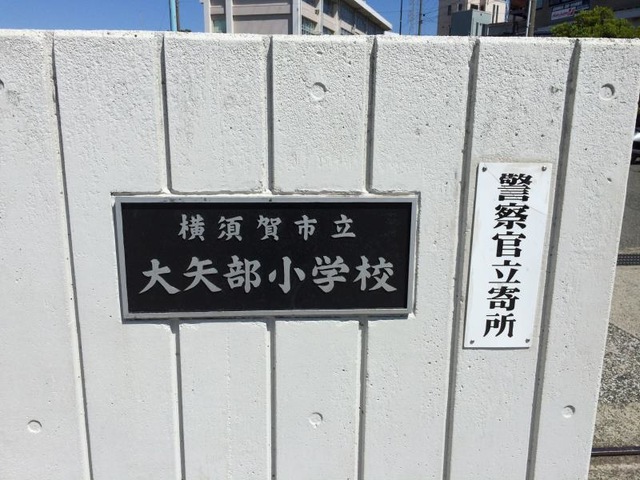 横須賀市立
大矢部小学校
警察官立寄所